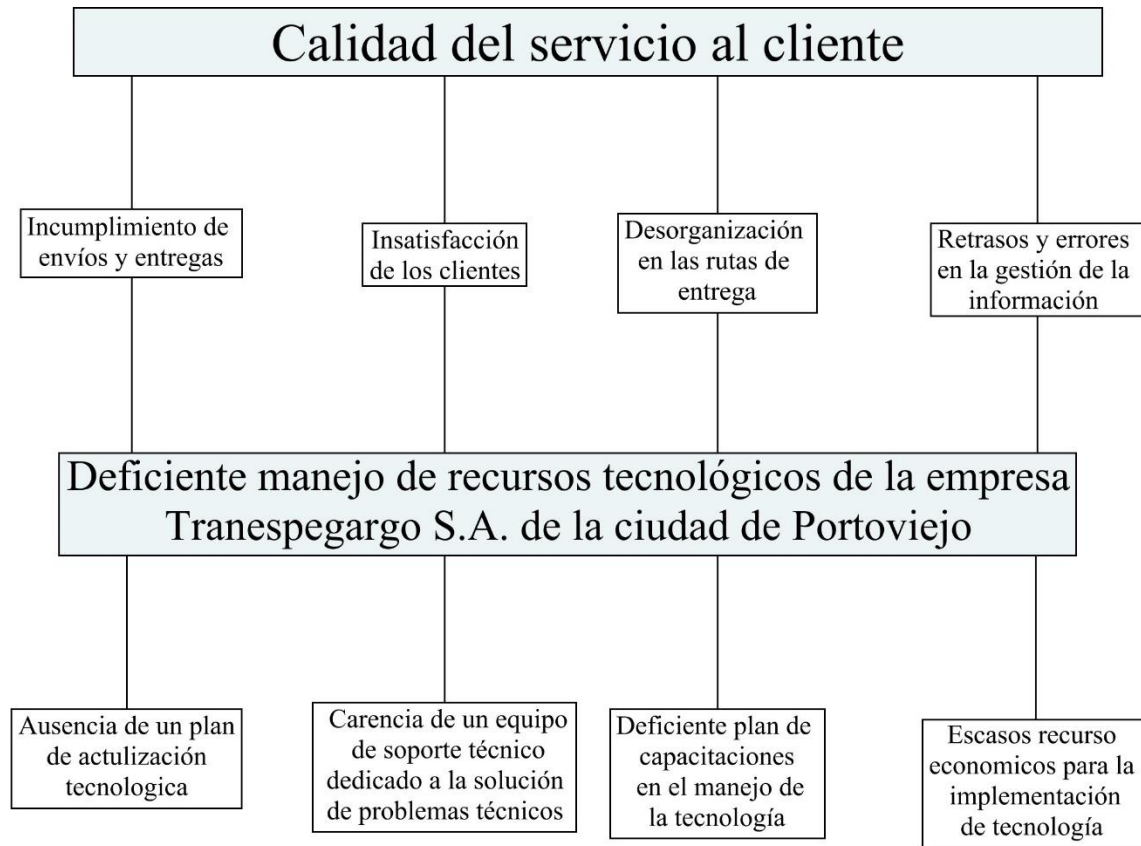 Calidad del servicio al cliente
Incumplimiento de
envíos y entregas
Insatisfacción
de los clientes
Desorganización
en las rutas de
entrega
Retrasos y errores
en la gestión de la
información
Deficiente manejo de recursos tecnológicos de la empresa
Tranespegargo S.A. de la ciudad de Portoviejo
Ausencia de un plan
de actulización
tecnologica
Carencia de un equipo
de soporte técnico
dedicado a la solución
de problemas técnicos
Deficiente plan de
capacitaciones
en el manejo de
la tecnología
Escasos recurso
economicos para la
implementación
de tecnología